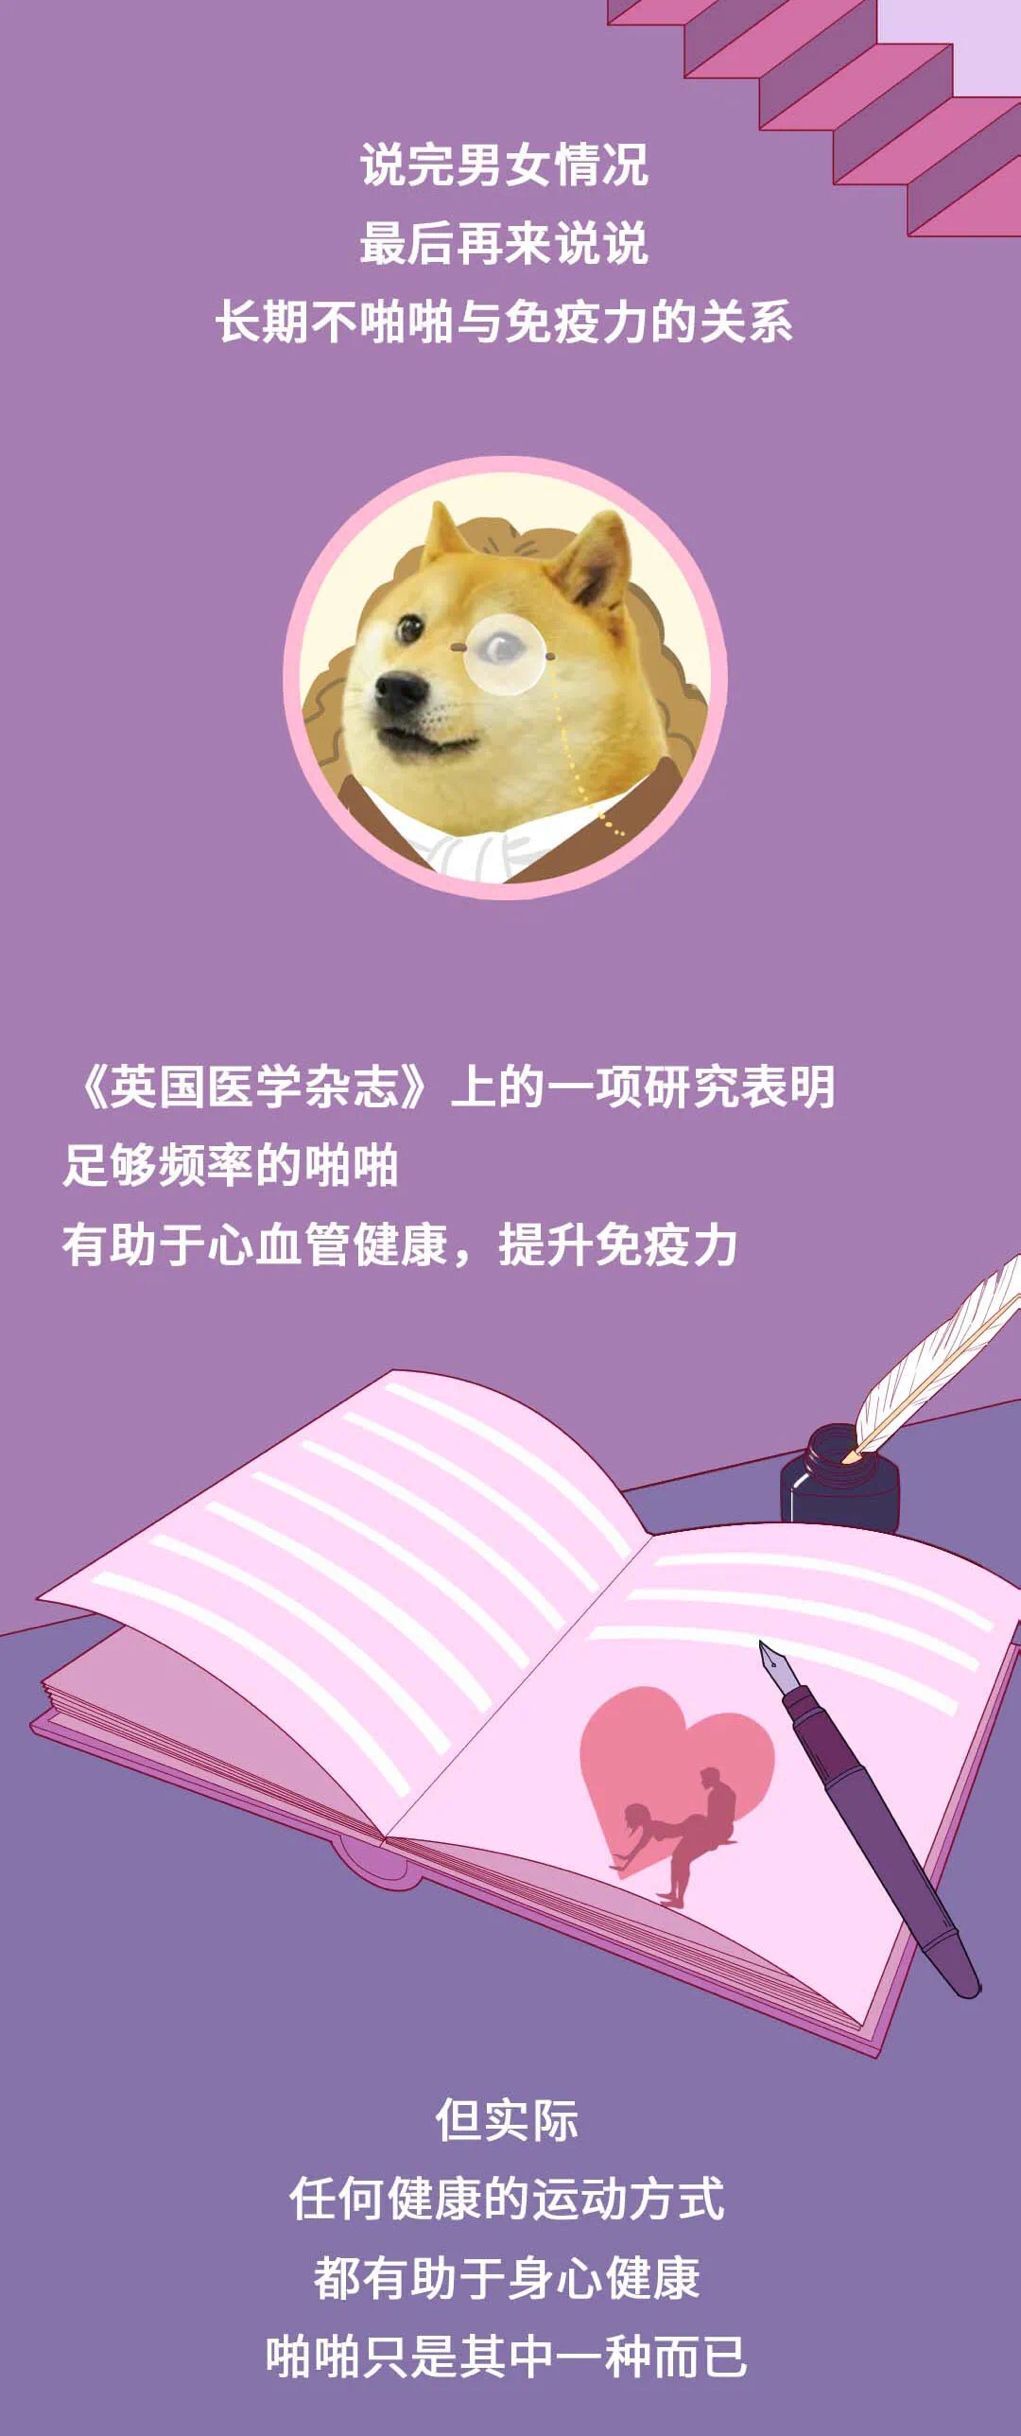 说完男女情况
最后再来说说
长期不啪啪与免疫力的关系
《英国医学杂志》上的一项研究表明
足够频率的啪啪
有助于心血管健康，提升免疫力
但实际
任何健康的运动方式
都有助于身心健康
啪啪只是其中一种而已